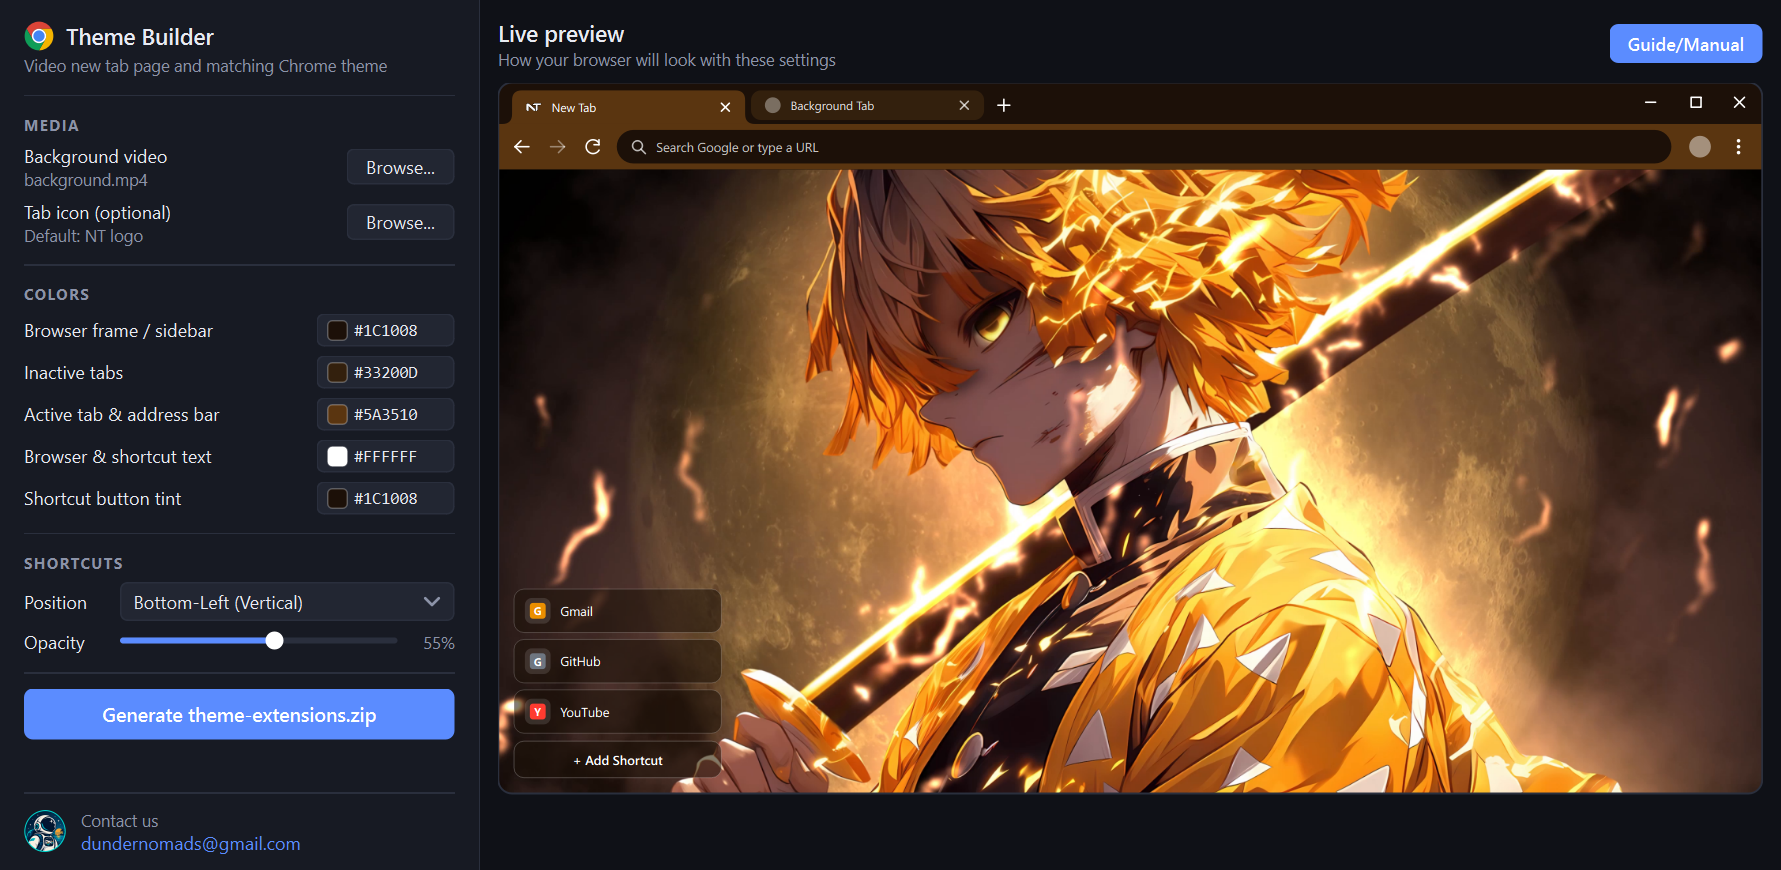 Theme Builder
Video new tab page and matching Chrome theme
MEDIA
Background video
background.mp4
Browse...
Tab icon (optional)
Default: NT logo
Browse...
COLORS
Browser frame / sidebar
#1C1008
Inactive tabs
#33200D
Active tab & address bar
#5A3510
Browser & shortcut text
#FFFFFF
Shortcut button tint
#1C1008
SHORTCUTS
Position
Bottom-Left (Vertical)
Opacity
55%
Generate theme-extensions.zip
Contact us
dundernomads@gmail.com
Live preview
How your browser will look with these settings
Guide/Manual
NT New Tab
Background Tab
Search Google or type a URL
G Gmail
G GitHub
Y YouTube
+ Add Shortcut